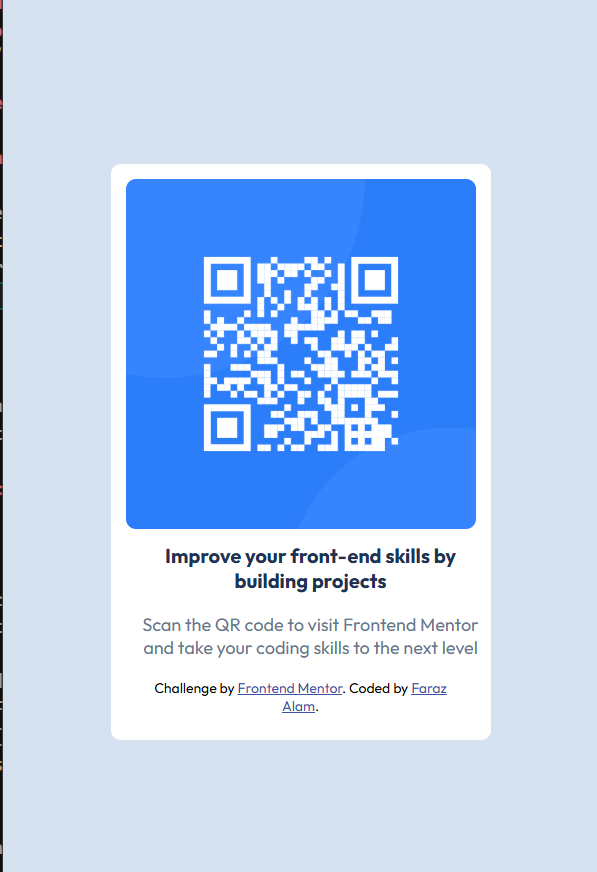 Improve your front-end skills by
building projects
Scan the QR code to visit Frontend Mentor
and take your coding skills to the next level
Challenge by Frontend Mentor. Coded by Faraz
Alam.